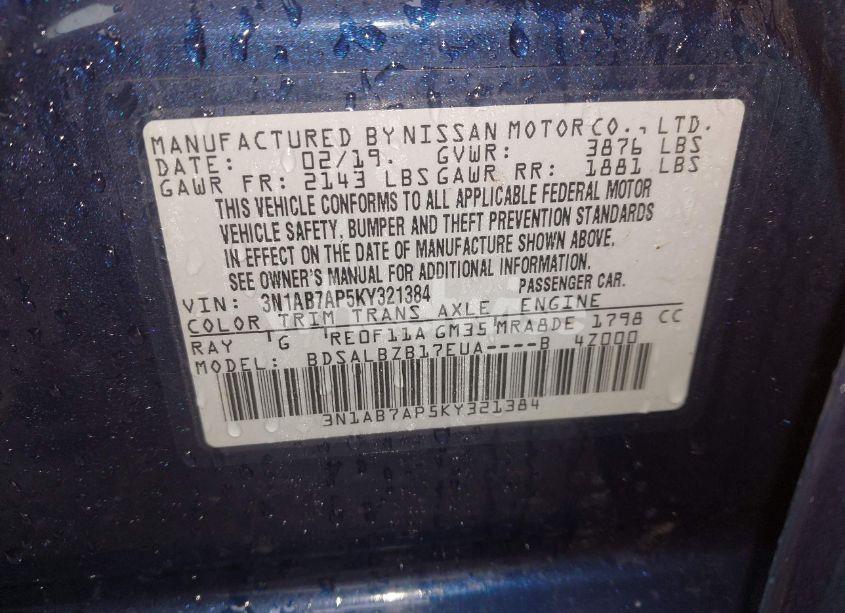 MANUFACTURED BY NISSAN MOTOR CO., LTD.
DATE: 02/19. GVWR: 3876 LBS
GAWR FR: 2143 LBS GAWR RR: 1881 LBS
THIS VEHICLE CONFORMS TO ALL APPLICABLE FEDERAL MOTOR
VEHICLE SAFETY, BUMPER AND THEFT PREVENTION STANDARDS
IN EFFECT ON THE DATE OF MANUFACTURE SHOWN ABOVE.
SEE OWNER'S MANUAL FOR ADDITIONAL INFORMATION.
VIN: 3N1AB7AP5KY321384 PASSENGER CAR.
COLOR TRIM TRANS AXLE ENGINE
RAY 'G 'RE0F11A GM35 MRA8DE 1798 CC
MODEL: BDSALBZB17EUA----B 4Z000
3N1AB7AP5KY321384